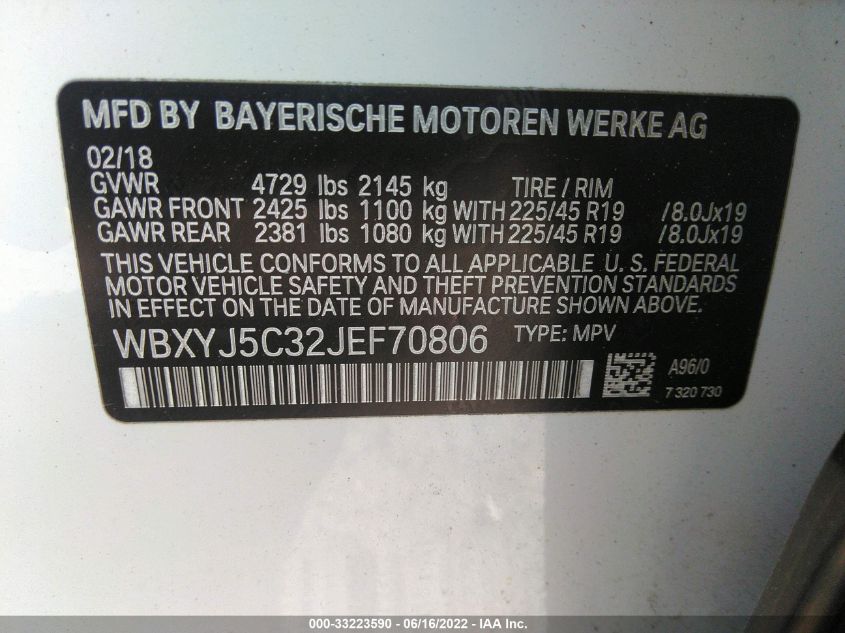 MFD BY BAYERISCHE MOTOREN WERKE AG
02/18
GVWR 4729 lbs 2145 kg TIRE / RIM
GAWR FRONT 2425 lbs 1100 kg WITH 225/45 R19 / 8.0Jx19
GAWR REAR 2381 lbs 1080 kg WITH 225/45 R19 / 8.0Jx19
THIS VEHICLE CONFORMS TO ALL APPLICABLE U. S. FEDERAL
MOTOR VEHICLE SAFETY AND THEFT PREVENTION STANDARDS
IN EFFECT ON THE DATE OF MANUFACTURE SHOWN ABOVE.
WBXYJ5C32JEF70806 TYPE: MPV
A96/0
7 320 730
000-33223590 - 06/16/2022 - IAA Inc.